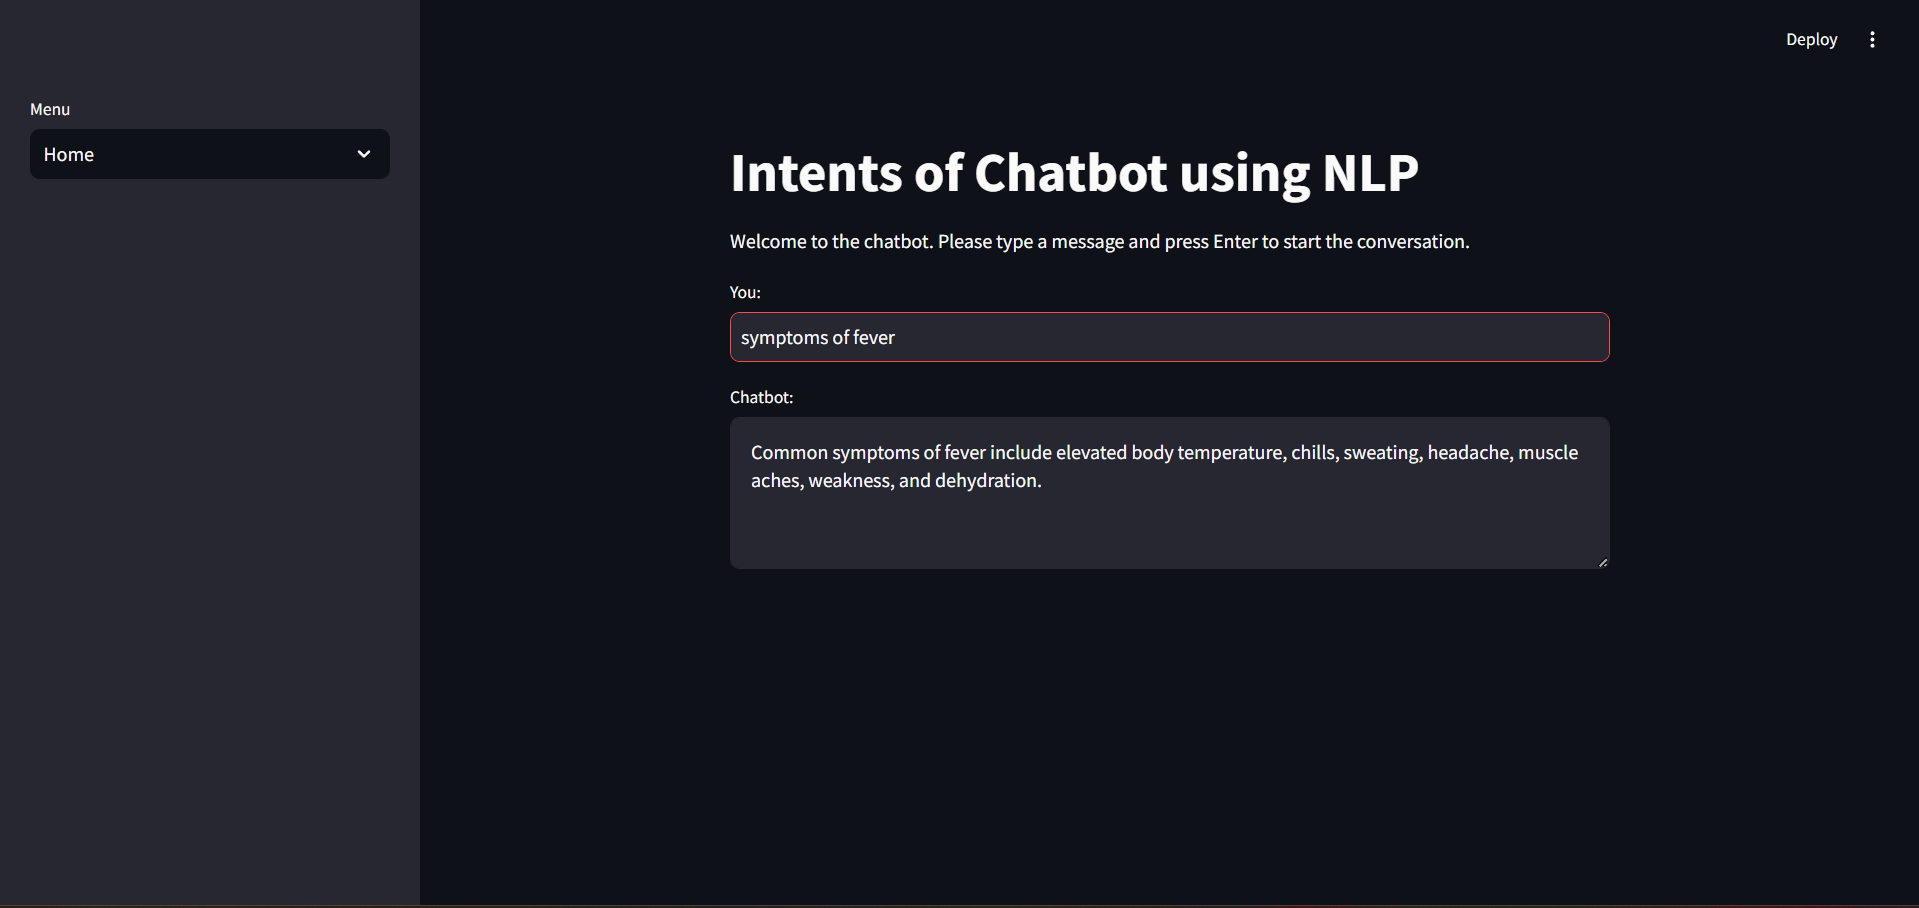 Deploy
Menu
Home
Intents of Chatbot using NLP
Welcome to the chatbot. Please type a message and press Enter to start the conversation.
You:
symptoms of fever
Chatbot:
Common symptoms of fever include elevated body temperature, chills, sweating, headache, muscle
aches, weakness, and dehydration.